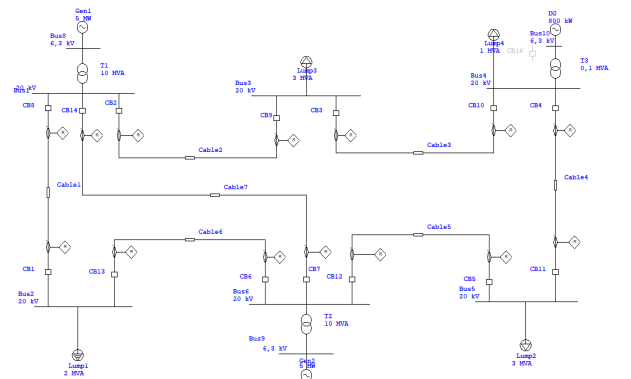 Gen1
5 MW
Bus8
6,3 kV
T1
10 MVA
20 kV
Bus1
CB8
CB14
CB2
Lump3
3 MVA
Bus3
20 kV
CB9
CB3
Lump4
1 MVA
CB16
DG
800 kW
Bus10
6,3 kV
T3
0,1 MVA
Bus4
20 kV
CB10
CB4
M
M
M
M
M
M
M
Cable2
Cable3
Cable1
Cable7
Cable4
Cable6
Cable5
M
M
M
M
M
M
M
CB1
CB13
CB6
CB7
CB12
CB5
CB11
Bus2
20 kV
Bus6
20 kV
Bus5
20 kV
T2
10 MVA
Bus9
6,3 kV
Gen2
5 MW
Lump1
2 MVA
Lump2
3 MVA